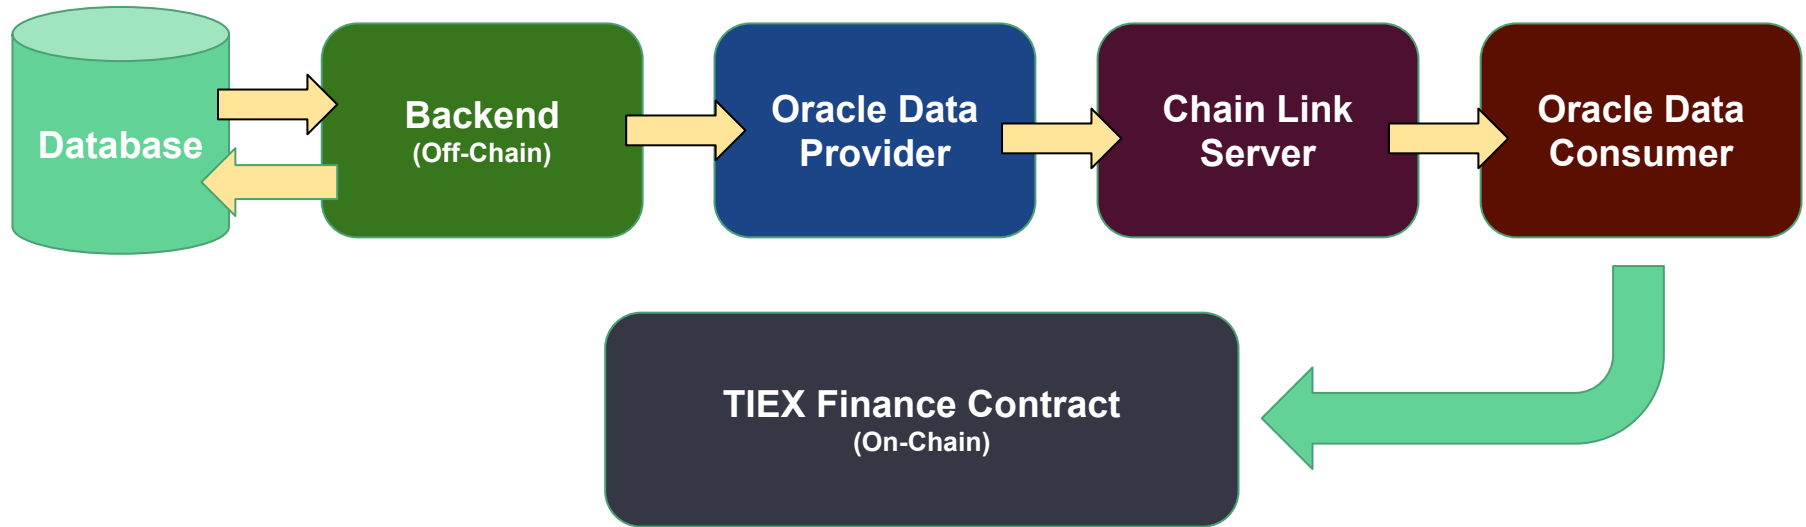 Database
Backend
(Off-Chain)
Oracle Data
Provider
Chain Link
Server
Oracle Data
Consumer
TIEX Finance Contract
(On-Chain)